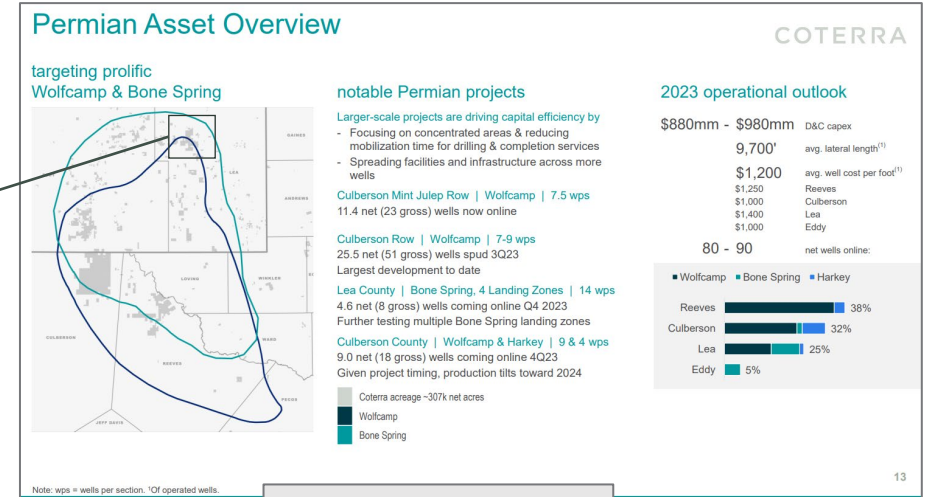 Permian Asset Overview
COTERRA
targeting prolific
Wolfcamp & Bone Spring
GAINES
LEA
ANDREWS
LOVING
WINKLER
CULBERSON
WARD
REEVES
PECOS
JEFF DAVIS
notable Permian projects
Larger-scale projects are driving capital efficiency by
- Focusing on concentrated areas & reducing
mobilization time for drilling & completion services
- Spreading facilities and infrastructure across more
wells
Culberson Mint Julep Row | Wolfcamp | 7.5 wps
11.4 net (23 gross) wells now online
Culberson Row | Wolfcamp | 7-9 wps
25.5 net (51 gross) wells spud 3Q23
Largest development to date
Lea County | Bone Spring, 4 Landing Zones | 14 wps
4.6 net (8 gross) wells coming online Q4 2023
Further testing multiple Bone Spring landing zones
Culberson County | Wolfcamp & Harkey | 9 & 4 wps
9.0 net (18 gross) wells coming online 4Q23
Given project timing, production tilts toward 2024
Coterra acreage ~307k net acres
Wolfcamp
Bone Spring
2023 operational outlook
$880mm - $980mm D&C capex
9,700' avg. lateral length(1)
$1,200 avg. well cost per foot(1)
$1,250 Reeves
$1,000 Culberson
$1,400 Lea
$1,000 Eddy
80 - 90 net wells online:
Wolfcamp Bone Spring Harkey
Reeves 38%
Culberson 32%
Lea 25%
Eddy 5%
Note: wps = wells per section. ¹Of operated wells.
13